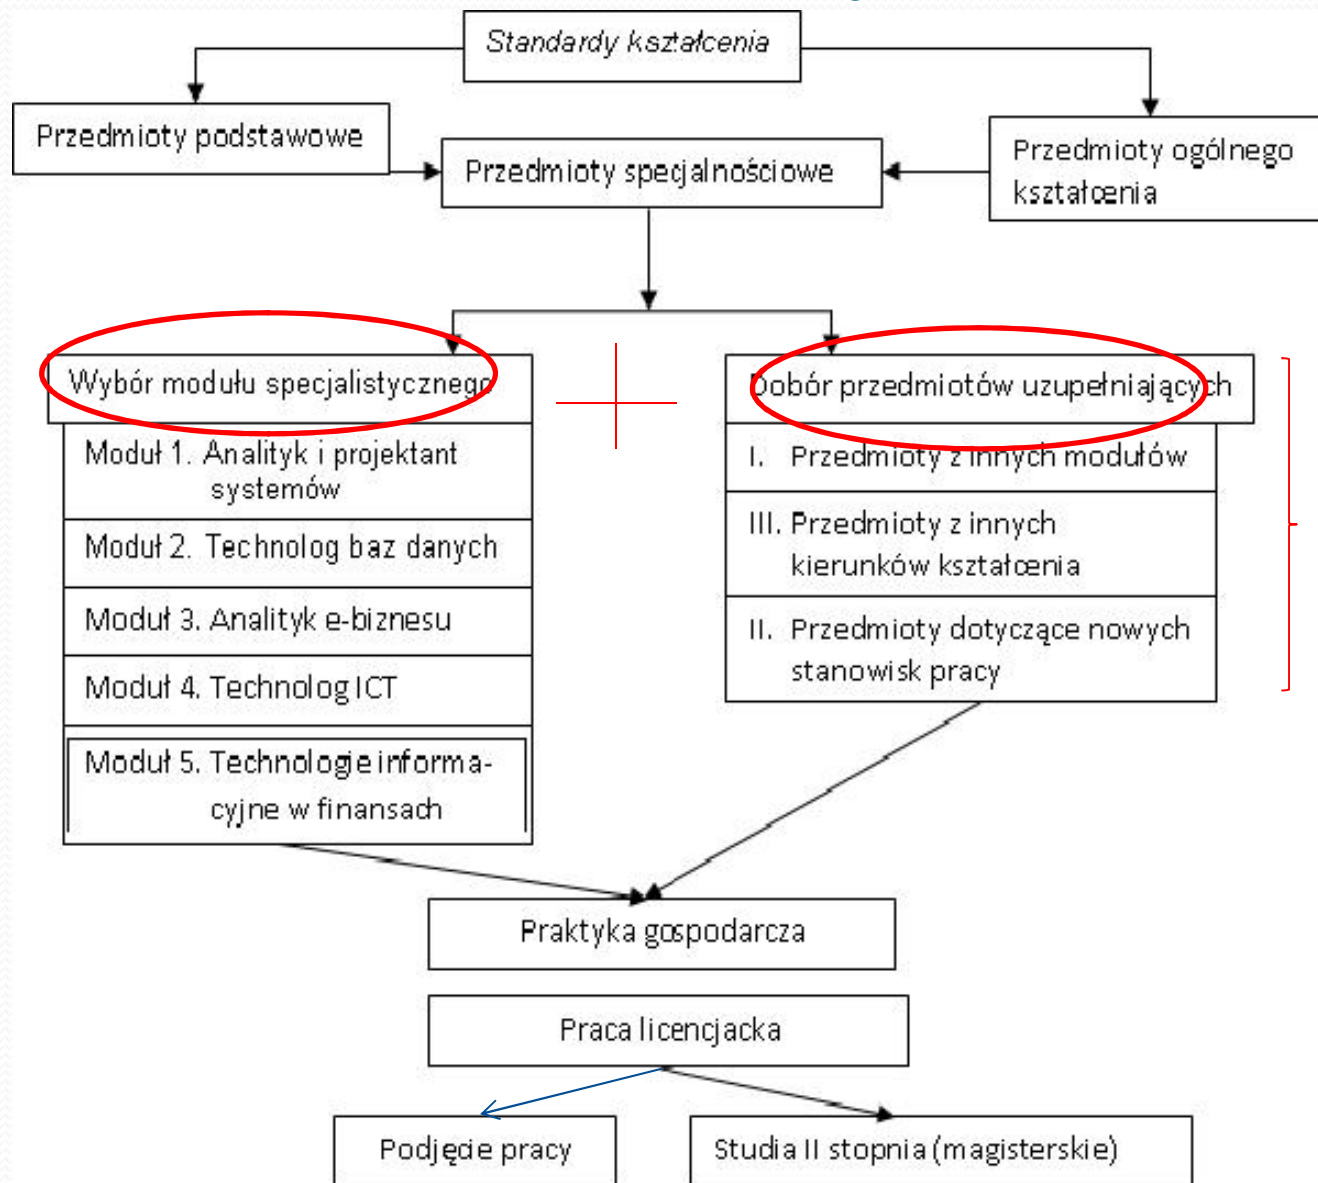 Standardy kształcenia
Przedmioty podstawowe
Przedmioty ogólnego
kształcenia
Przedmioty specjalnościowe
Wybór modułu specjalistycznego
Moduł 1. Analityk i projektant
systemów
Moduł 2. Technolog baz danych
Moduł 3. Analityk e-biznesu
Moduł 4. Technolog ICT
Moduł 5. Technologie informa-
cyjne w finansach
Dobór przedmiotów uzupełniających
I. Przedmioty z innych modułów
III. Przedmioty z innych
kierunków kształcenia
II. Przedmioty dotyczące nowych
stanowisk pracy
Praktyka gospodarcza
Praca licencjacka
Podjęcie pracy
Studia II stopnia (magisterskie)